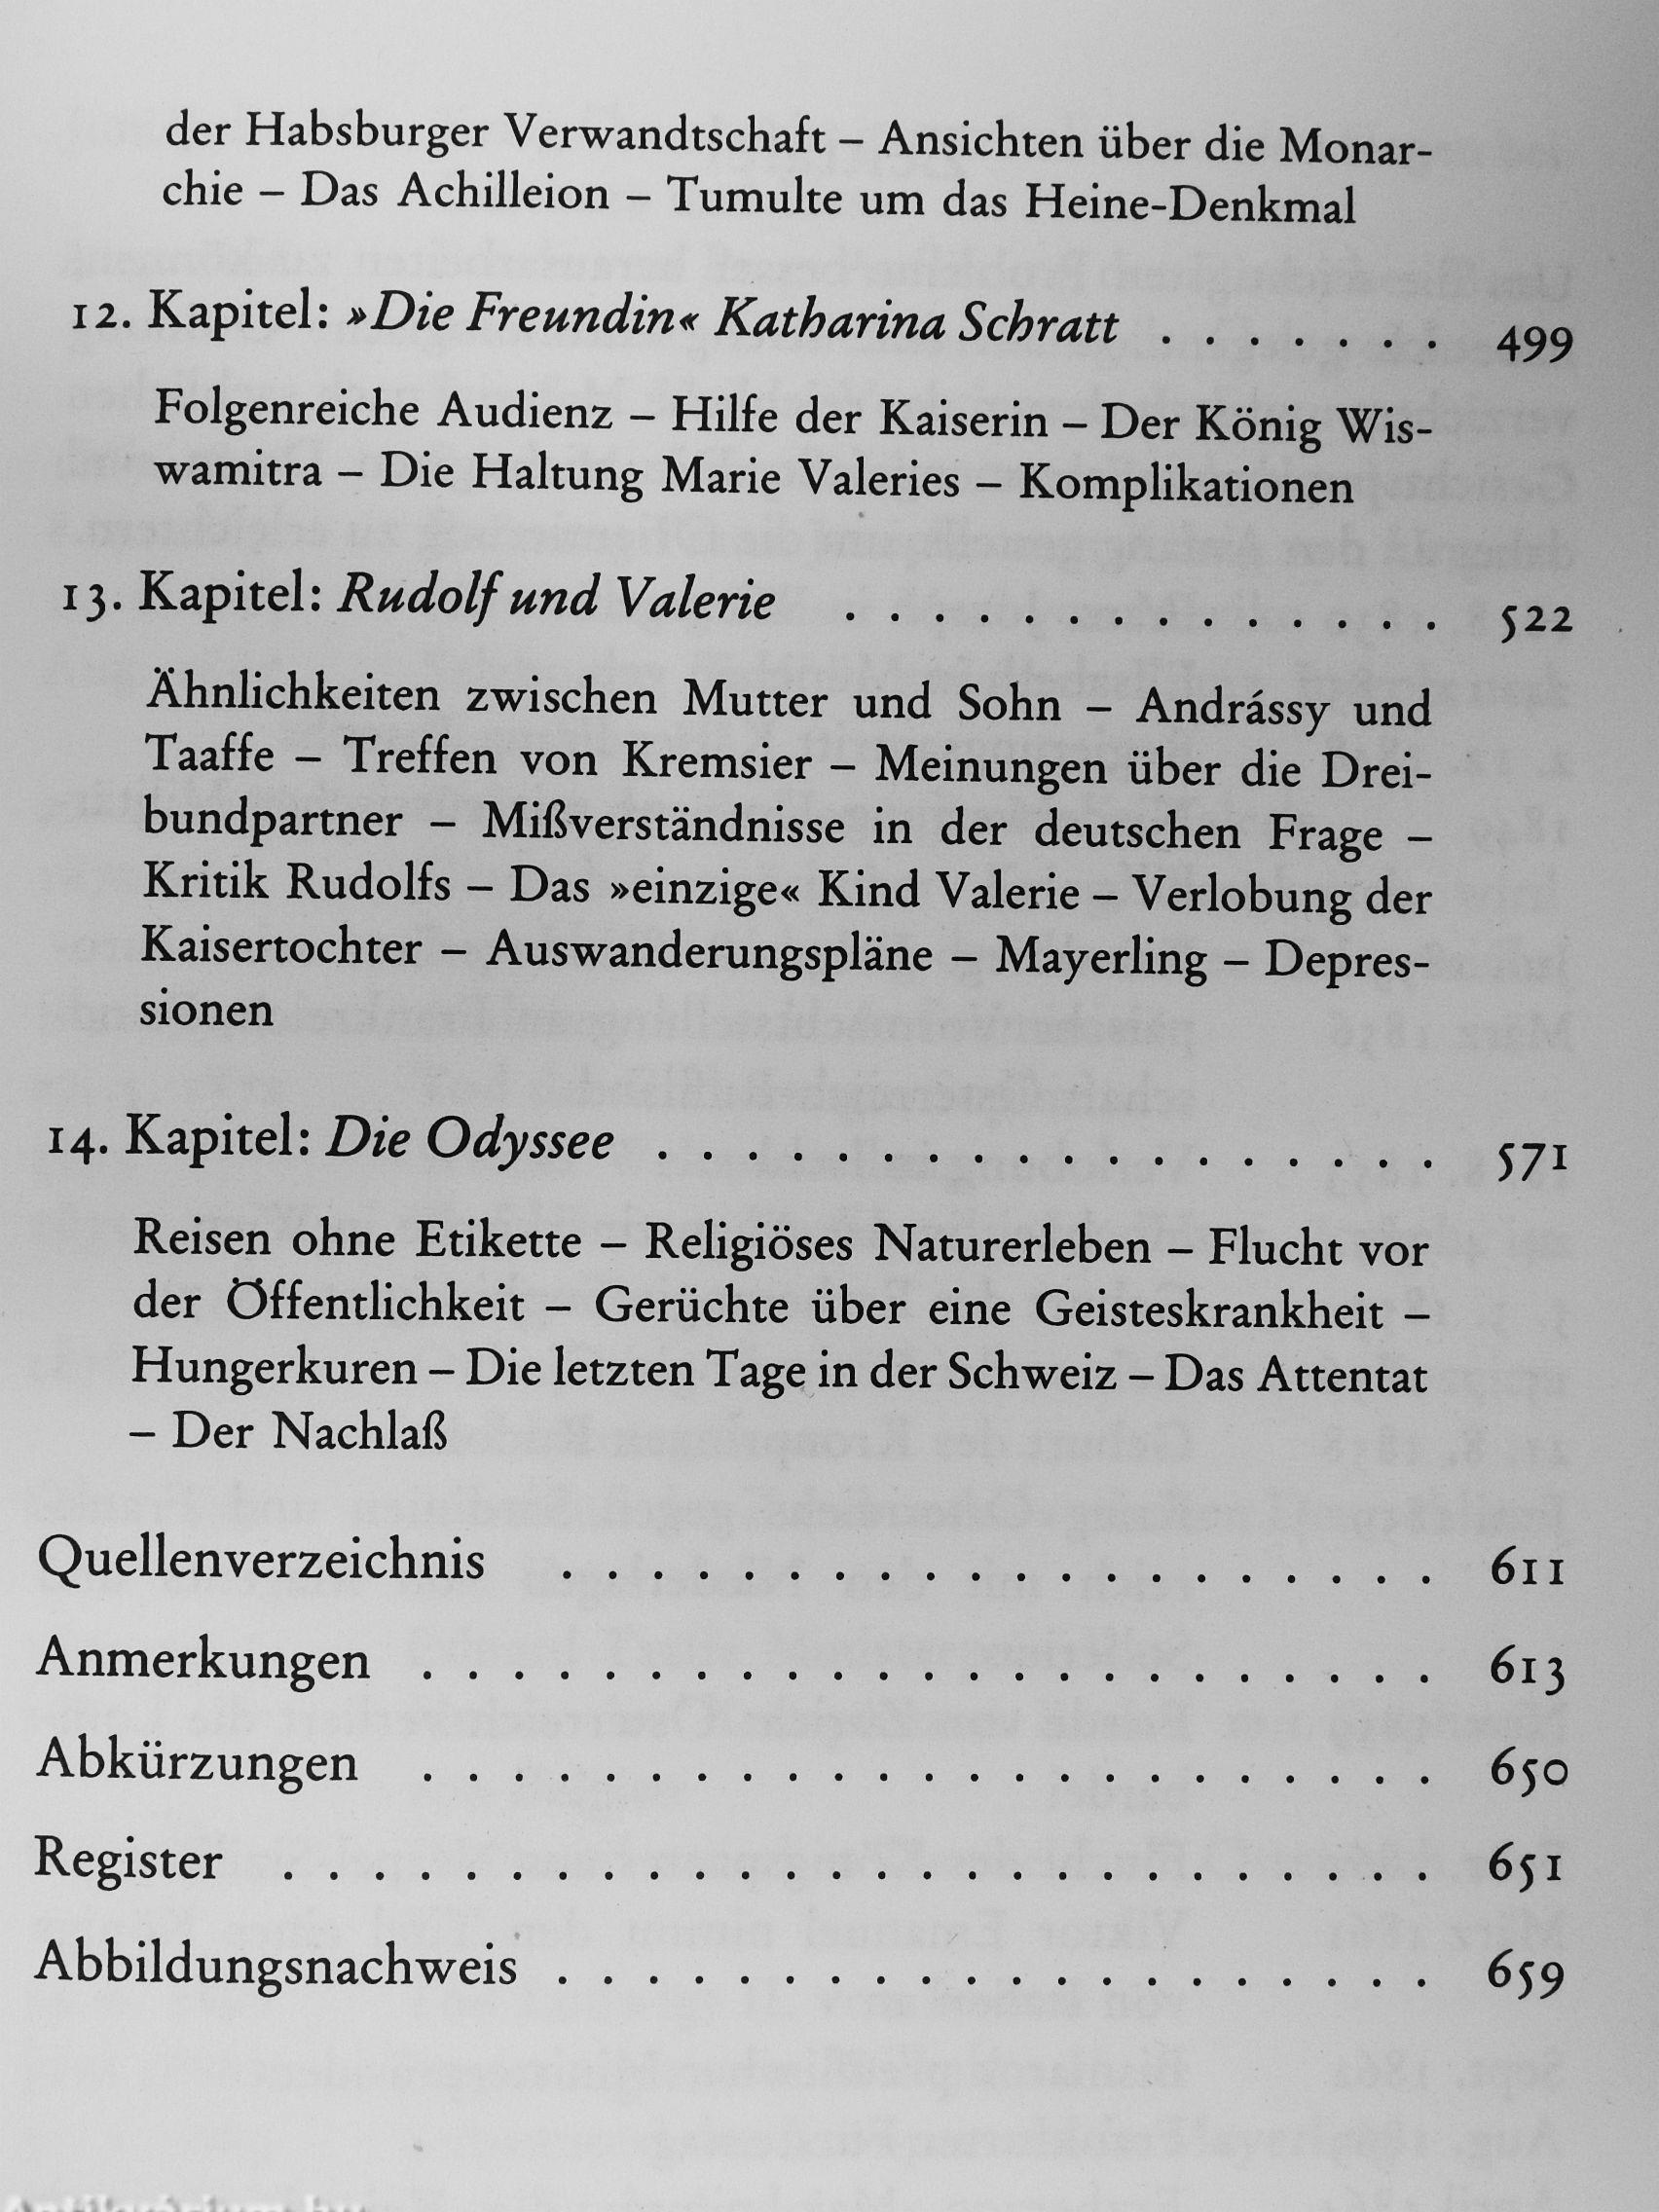 der Habsburger Verwandtschaft – Ansichten über die Monar-
chie – Das Achilleion – Tumulte um das Heine-Denkmal
12. Kapitel: »Die Freundin« Katharina Schratt . . . . . . . 499
Folgenreiche Audienz – Hilfe der Kaiserin – Der König Wis-
wamitra – Die Haltung Marie Valeries – Komplikationen
13. Kapitel: Rudolf und Valerie . . . . . . . . . . . . . . 522
Ähnlichkeiten zwischen Mutter und Sohn – Andrássy und
Taaffe – Treffen von Kremsier – Meinungen über die Drei-
bundpartner – Mißverständnisse in der deutschen Frage –
Kritik Rudolfs – Das »einzige« Kind Valerie – Verlobung der
Kaisertochter – Auswanderungspläne – Mayerling – Depres-
sionen
14. Kapitel: Die Odyssee . . . . . . . . . . . . . . . . . . 571
Reisen ohne Etikette – Religiöses Naturerleben – Flucht vor
der Öffentlichkeit – Gerüchte über eine Geisteskrankheit –
Hungerkuren – Die letzten Tage in der Schweiz – Das Attentat
– Der Nachlaß
Quellenverzeichnis . . . . . . . . . . . . . . . . . . . . 611
Anmerkungen . . . . . . . . . . . . . . . . . . . . . . . 613
Abkürzungen . . . . . . . . . . . . . . . . . . . . . . . 650
Register . . . . . . . . . . . . . . . . . . . . . . . . . . 651
Abbildungsnachweis . . . . . . . . . . . . . . . . . . . . 659